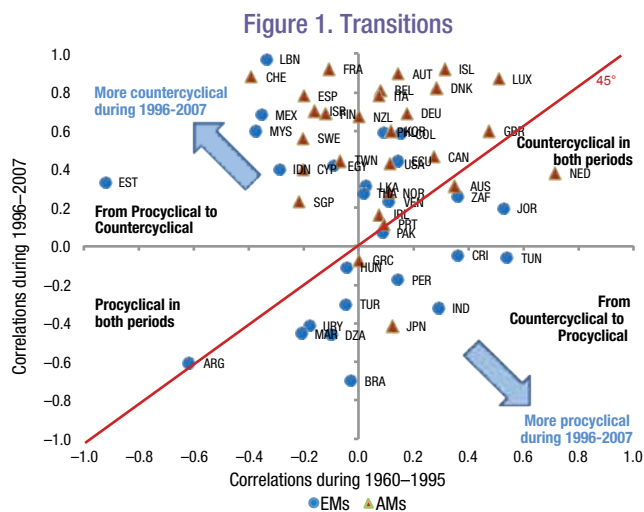 Figure 1. Transitions
Correlations during 1996–2007
1.0
0.8
0.6
0.4
0.2
0.0
–0.2
–0.4
–0.6
–0.8
–1.0
LBN
CHE
FRA
AUT
ISL
LUX
45°
More countercyclical
during 1996-2007
ESP
BEL
ITA
DNK
MEX
ISR
FIN
NZL
DEU
MYS
SWE
KOR
COL
GBR
Countercyclical in
both periods
IDN
CYP
TWN
EGY
ECU
USA
CAN
NED
EST
From Procyclical to
Countercyclical
SGP
LKA
THA
NOR
VEN
AUS
ZAF
JOR
IRL
PRT
PAK
GRC
HUN
CRI
TUN
Procyclical in
both periods
TUR
PER
IND
From
Countercyclical to
Procyclical
URY
MAR
DZA
JPN
ARG
BRA
More procyclical
during 1996-2007
–1.0 –0.8 –0.6 –0.4 –0.2 0.0 0.2 0.4 0.6 0.8 1.0
Correlations during 1960–1995
EMs AMs